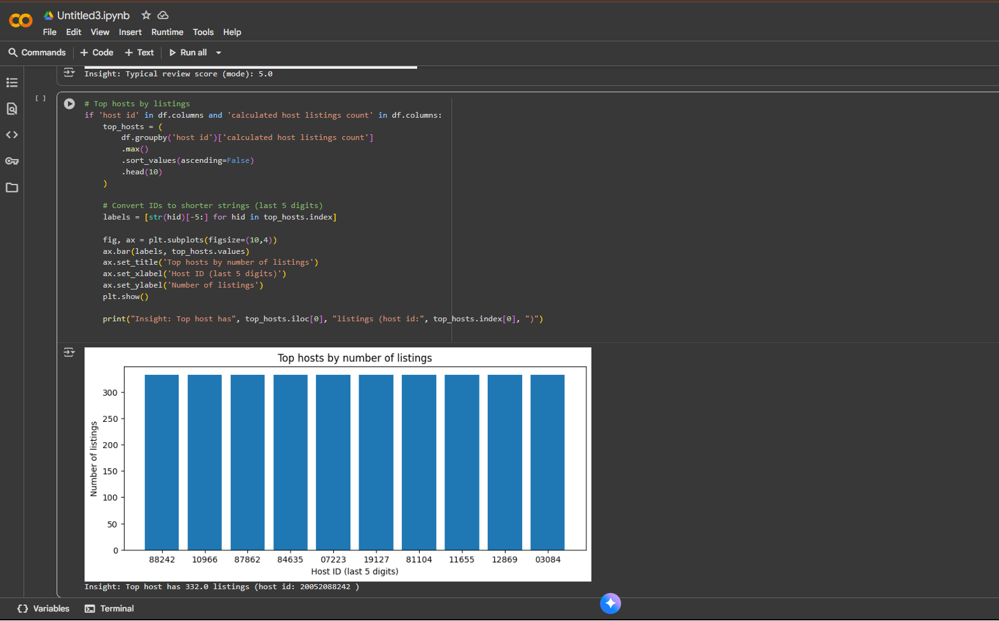 Untitled3.ipynb
File Edit View Insert Runtime Tools Help
Commands + Code + Text Run all
Insight: Typical review score (mode): 5.0
[ ]
# Top hosts by listings
if 'host id' in df.columns and 'calculated host listings count' in df.columns:
    top_hosts = (
        df.groupby('host id')['calculated host listings count']
        .max()
        .sort_values(ascending=False)
        .head(10)
    )
    # Convert IDs to shorter strings (last 5 digits)
    labels = [str(hid)[-5:] for hid in top_hosts.index]
    fig, ax = plt.subplots(figsize=(10,4))
    ax.bar(labels, top_hosts.values)
    ax.set_title('Top hosts by number of listings')
    ax.set_xlabel('Host ID (last 5 digits)')
    ax.set_ylabel('Number of listings')
    plt.show()
    print("Insight: Top host has", top_hosts.iloc[0], "listings (host id:", top_hosts.index[0], ")")
Top hosts by number of listings
Number of listings
300
250
200
150
100
50
0
88242 10966 87862 84635 07223 19127 81104 11655 12869 03084
Host ID (last 5 digits)
Insight: Top host has 332.0 listings (host id: 20052088242 )
{} Variables Terminal